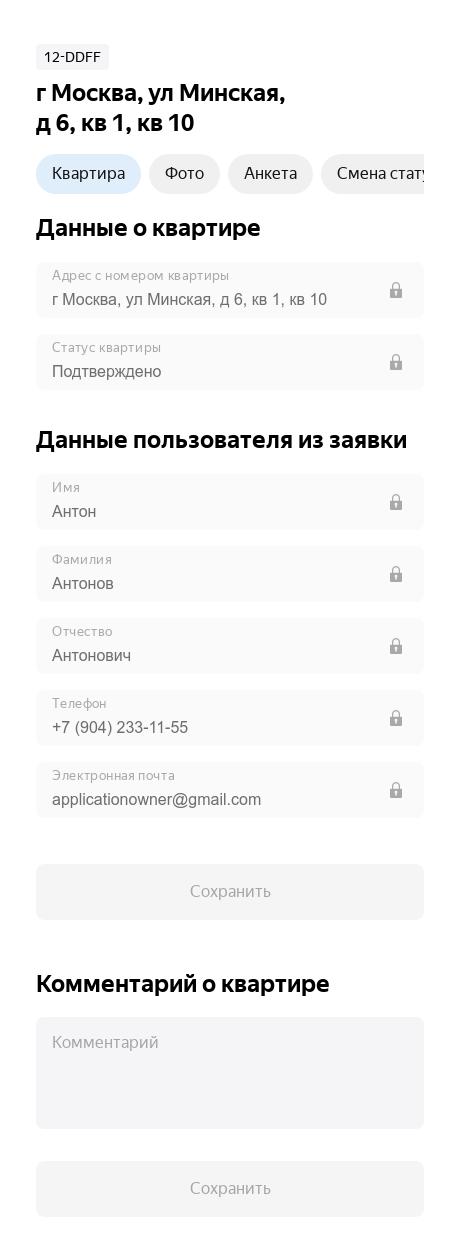 12-DDFF
г Москва, ул Минская,
д 6, кв 1, кв 10
Квартира
Фото
Анкета
Смена стату
Данные о квартире
Адрес с номером квартиры
г Москва, ул Минская, д 6, кв 1, кв 10
Статус квартиры
Подтверждено
Данные пользователя из заявки
Имя
Антон
Фамилия
Антонов
Отчество
Антонович
Телефон
+7 (904) 233-11-55
Электронная почта
applicationowner@gmail.com
Сохранить
Комментарий о квартире
Комментарий
Сохранить